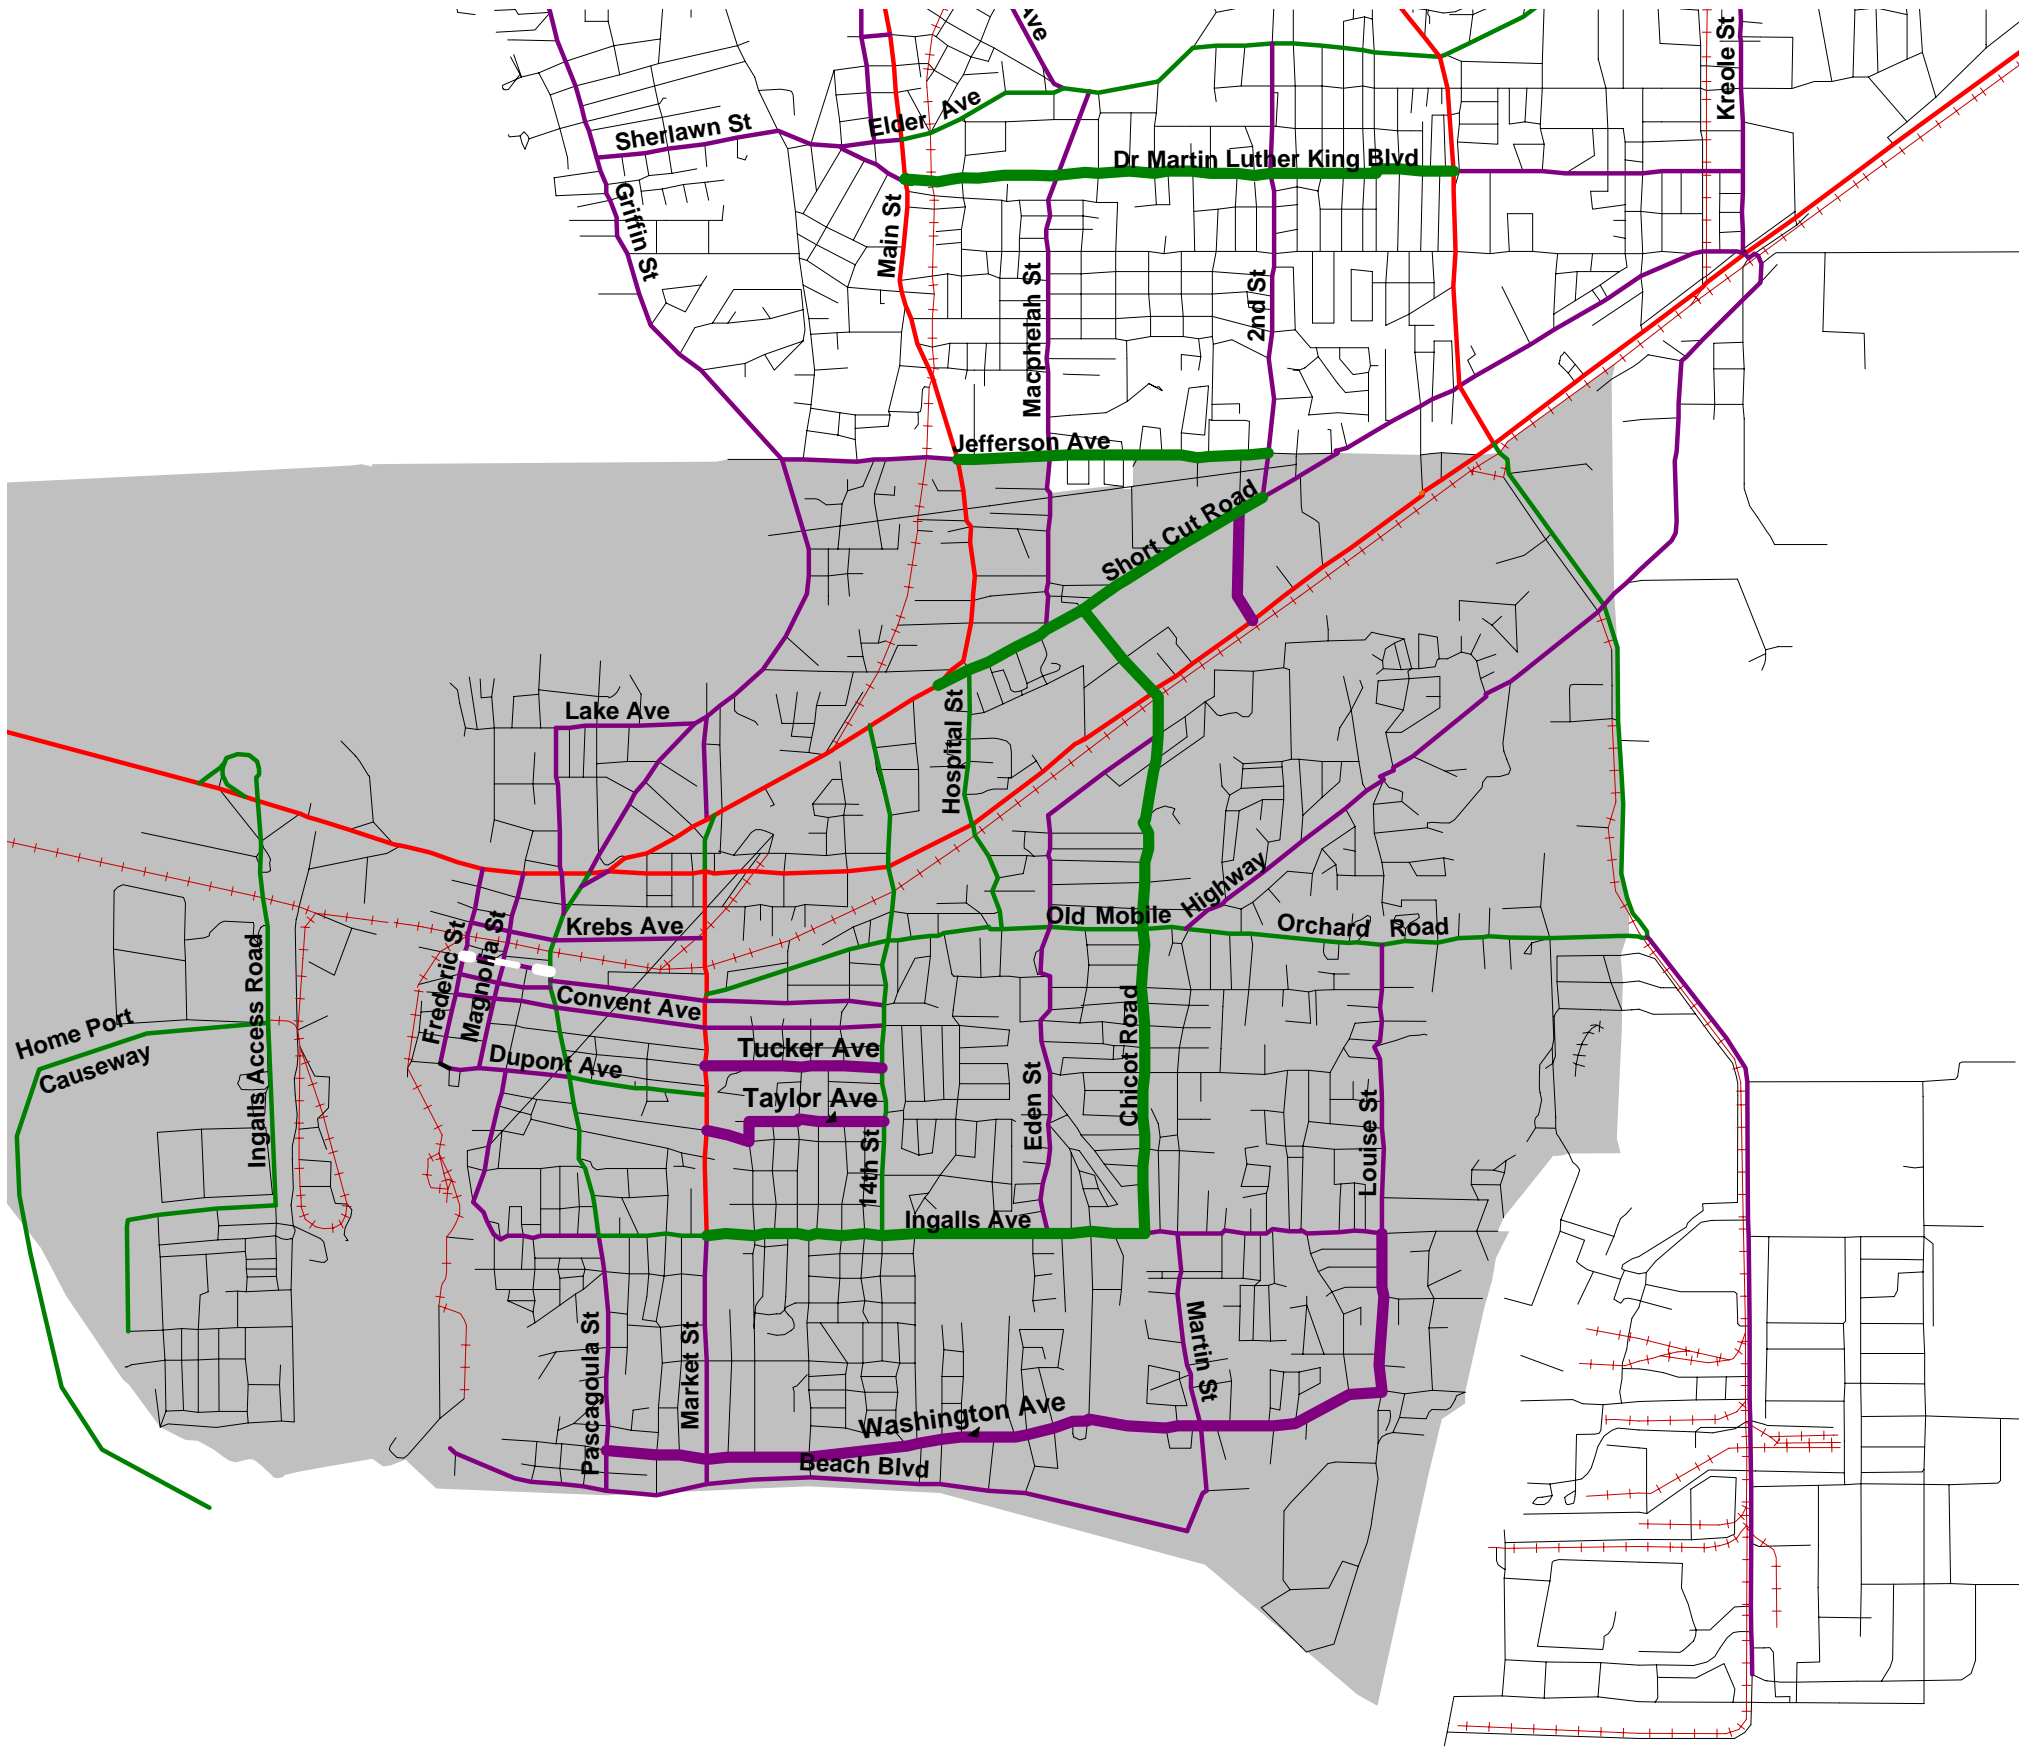 Ave
Kreole St
Elder Ave
Sherlawn St
Dr Martin Luther King Blvd
Griffin St
Main St
Macphelah St
2nd St
Jefferson Ave
Short Cut Road
Lake Ave
Hospital St
Old Mobile Highway
Orchard Road
Krebs Ave
Frederic St
Magnolia St
Ingalls Access Road
Convent Ave
Home Port
Causeway
Dupont Ave
Tucker Ave
Taylor Ave
14th St
Eden St
Chicot Road
Louise St
Ingalls Ave
Pascagoula St
Market St
Martin St
Washington Ave
Beach Blvd